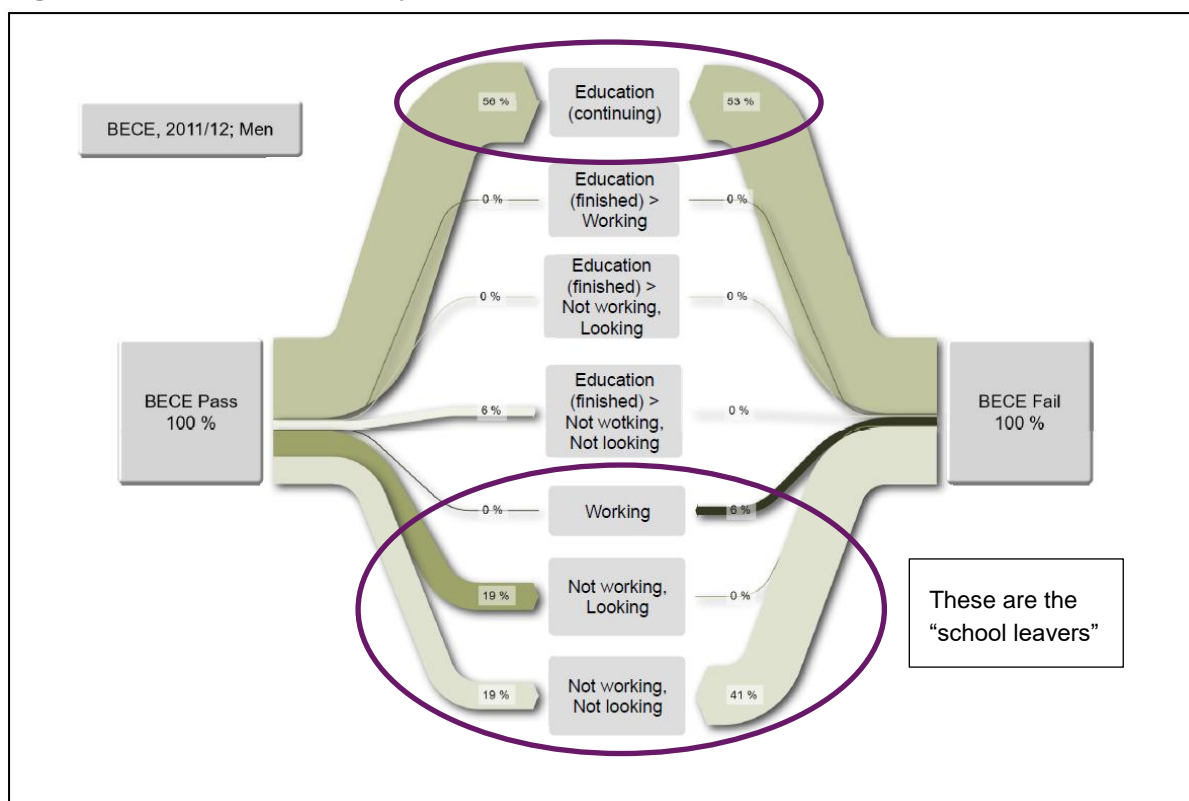 BECE, 2011/12; Men
56 %
Education
(continuing)
53 %
0 %
Education
(finished) >
Working
0 %
0 %
Education
(finished) >
Not working,
Looking
0 %
BECE Pass
100 %
6 %
Education
(finished) >
Not wotking,
Not looking
0 %
BECE Fail
100 %
0 %
Working
6 %
19 %
Not working,
Looking
0 %
These are the
“school leavers”
19 %
Not working,
Not looking
41 %